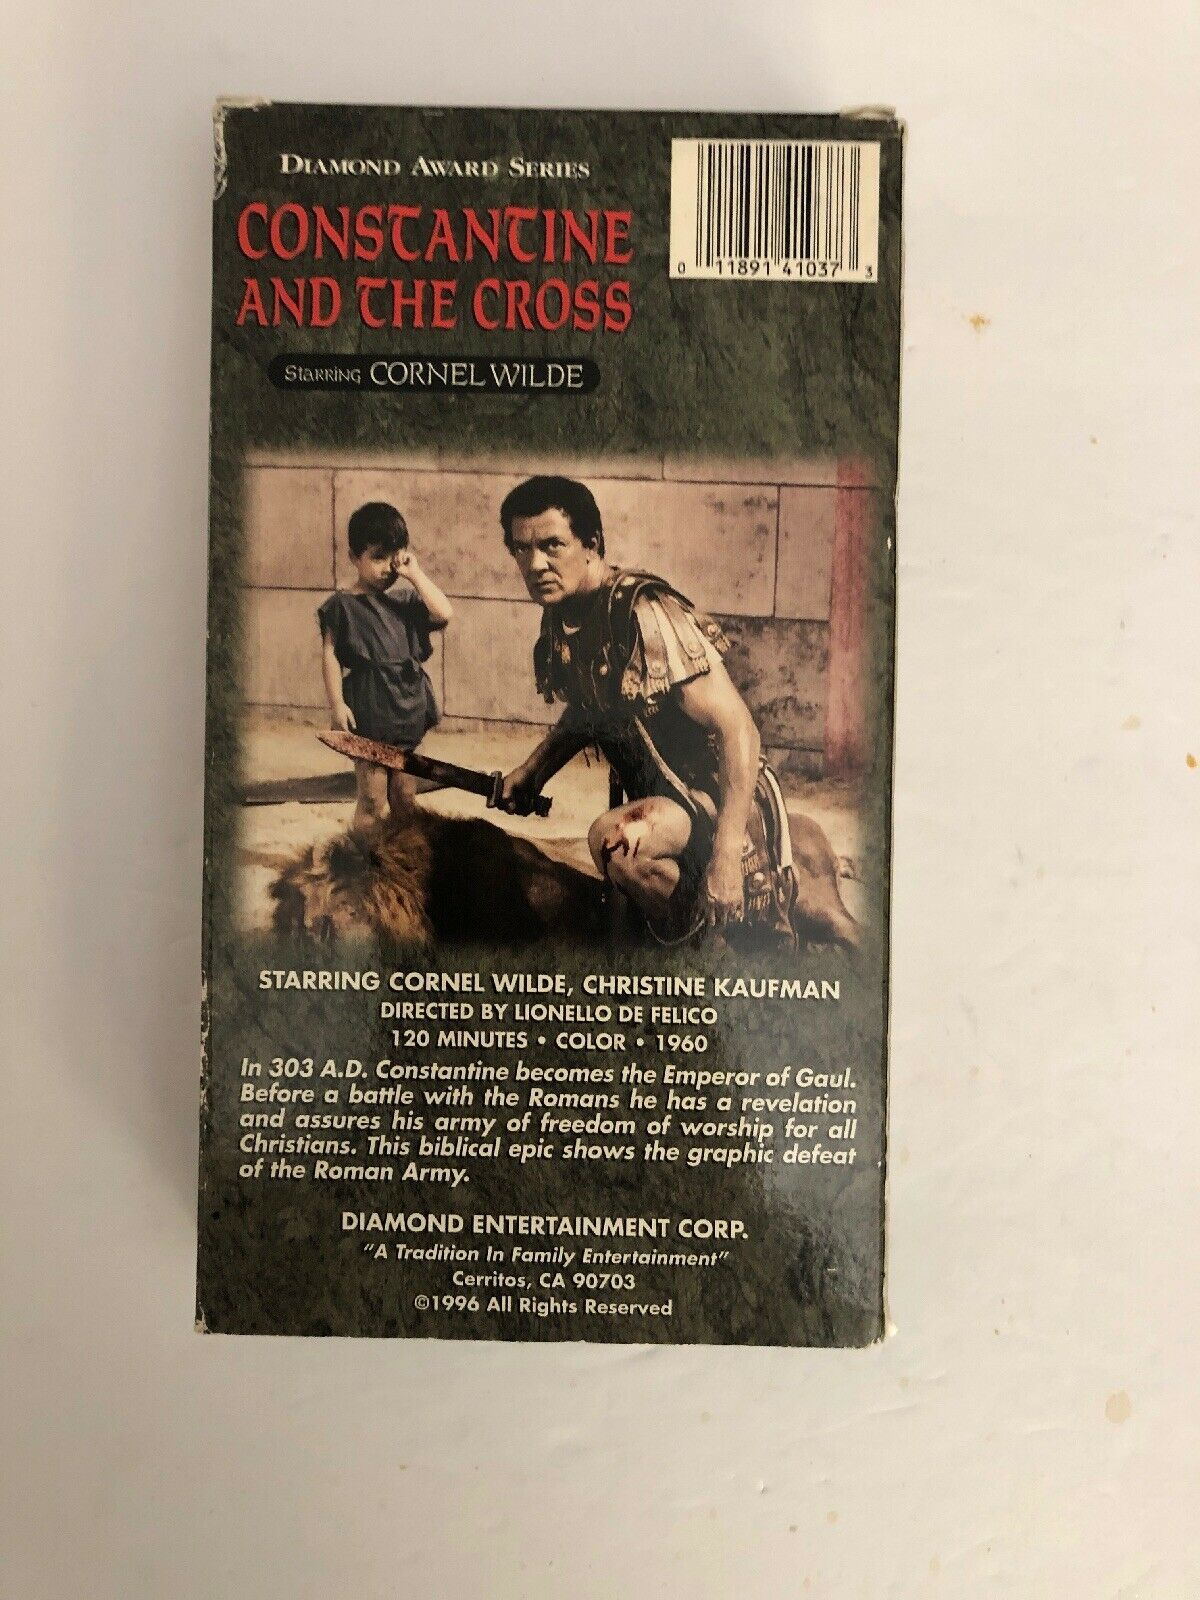 DIAMOND AWARD SERIES
CONSTANTINE
AND THE CROSS
STARRING CORNEL WILDE
0 11891 41037 3
STARRING CORNEL WILDE, CHRISTINE KAUFMAN
DIRECTED BY LIONELLO DE FELICO
120 MINUTES • COLOR • 1960
In 303 A.D. Constantine becomes the Emperor of Gaul.
Before a battle with the Romans he has a revelation
and assures his army of freedom of worship for all
Christians. This biblical epic shows the graphic defeat
of the Roman Army.
DIAMOND ENTERTAINMENT CORP.
"A Tradition In Family Entertainment"
Cerritos, CA 90703
©1996 All Rights Reserved